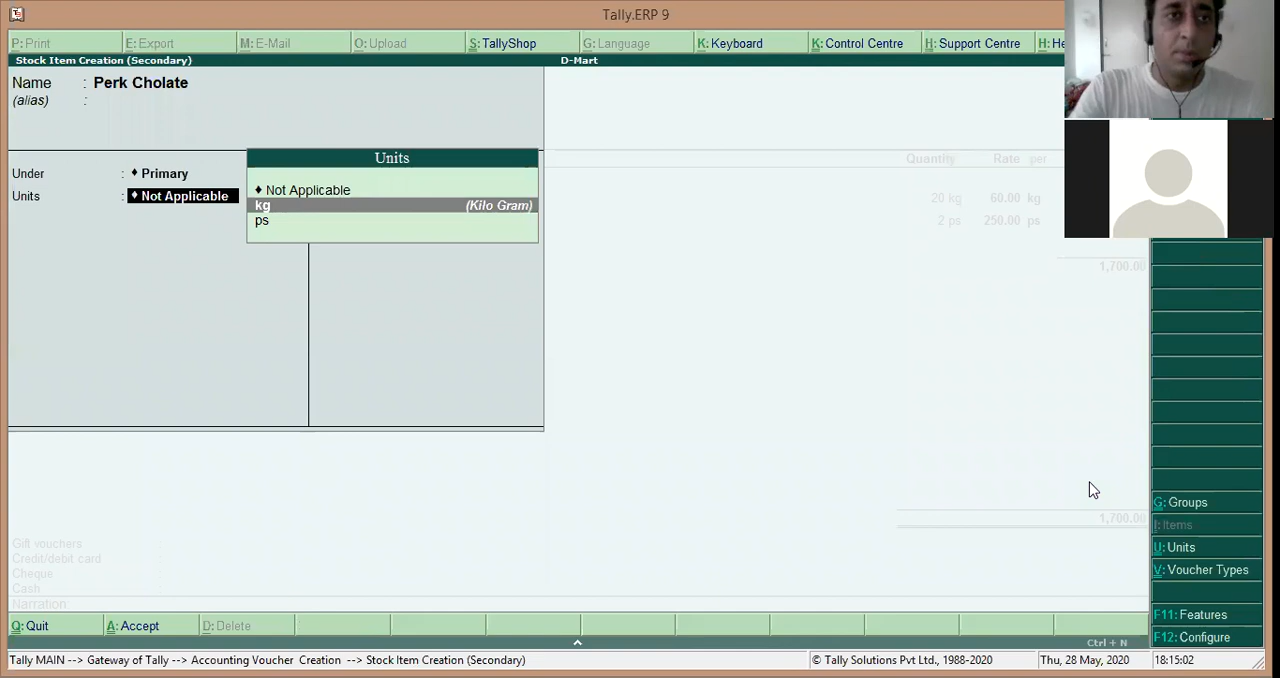 Tally.ERP 9
P: Print E: Export M: E-Mail O: Upload S: TallyShop G: Language K: Keyboard K: Control Centre H: Support Centre H: He
Stock Item Creation (Secondary) D-Mart
Name : Perk Cholate
(alias) :
Units
Quantity Rate per
Under : ♦ Primary
Units : ♦ Not Applicable
♦ Not Applicable
kg (Kilo Gram)
ps
20 kg 60.00 kg
2 ps 250.00 ps
1,700.00
G: Groups
I: Items
U: Units
V: Voucher Types
F11: Features
F12: Configure
1,700.00
Gift vouchers
Credit/debit card
Cheque
Cash
Narration
Q: Quit A: Accept D: Delete
Ctrl + N
Tally MAIN --> Gateway of Tally --> Accounting Voucher Creation --> Stock Item Creation (Secondary) © Tally Solutions Pvt Ltd., 1988-2020 Thu, 28 May, 2020 18:15:02